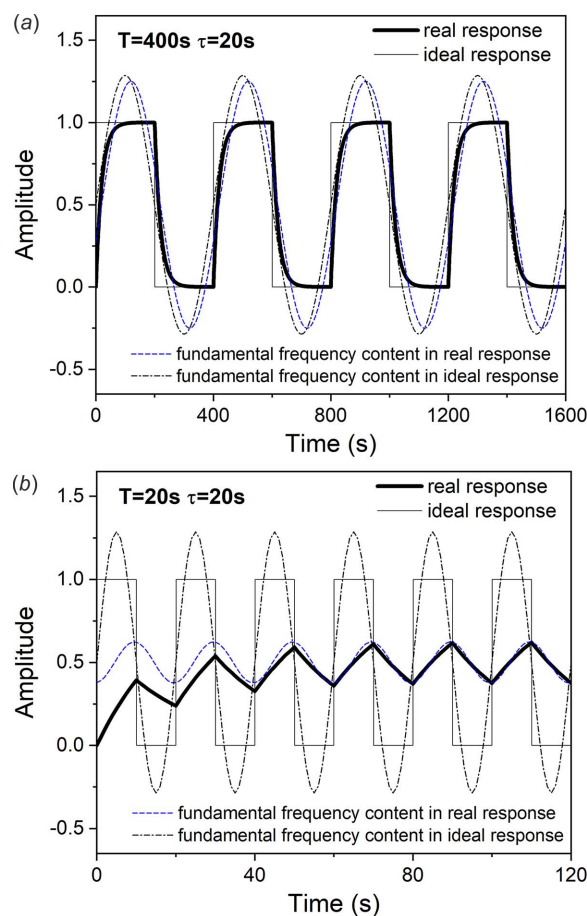 (a)
T=400s τ=20s
real response
ideal response
1.5
1.0
0.5
0.0
-0.5
Amplitude
fundamental frequency content in real response
fundamental frequency content in ideal response
0 400 800 1200 1600
Time (s)
(b)
T=20s τ=20s
real response
ideal response
1.5
1.0
0.5
0.0
-0.5
Amplitude
fundamental frequency content in real response
fundamental frequency content in ideal response
0 40 80 120
Time (s)